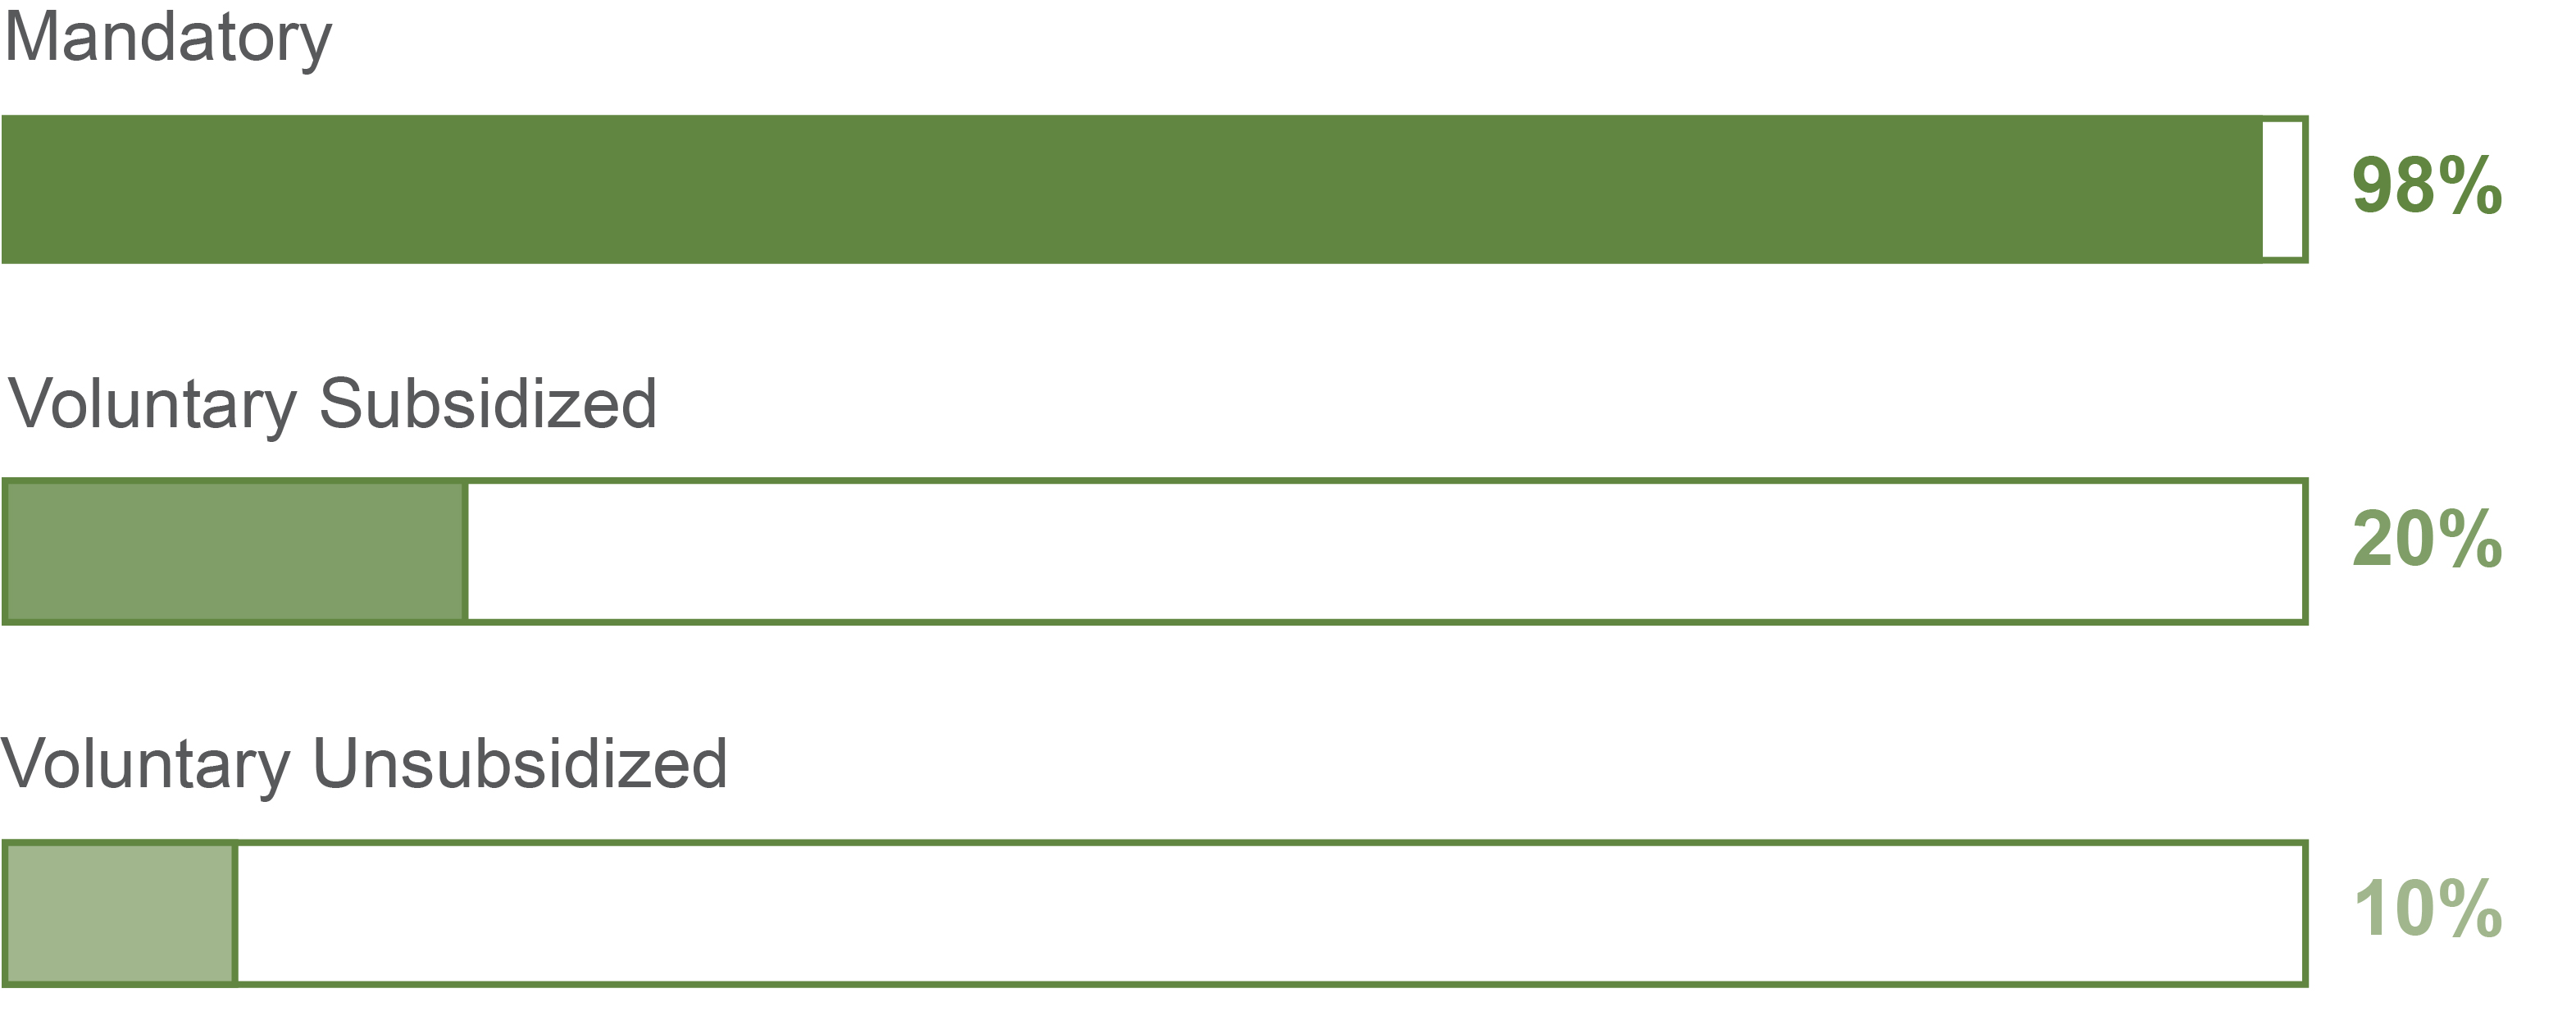 Mandatory
98%
Voluntary Subsidized
20%
Voluntary Unsubsidized
10%